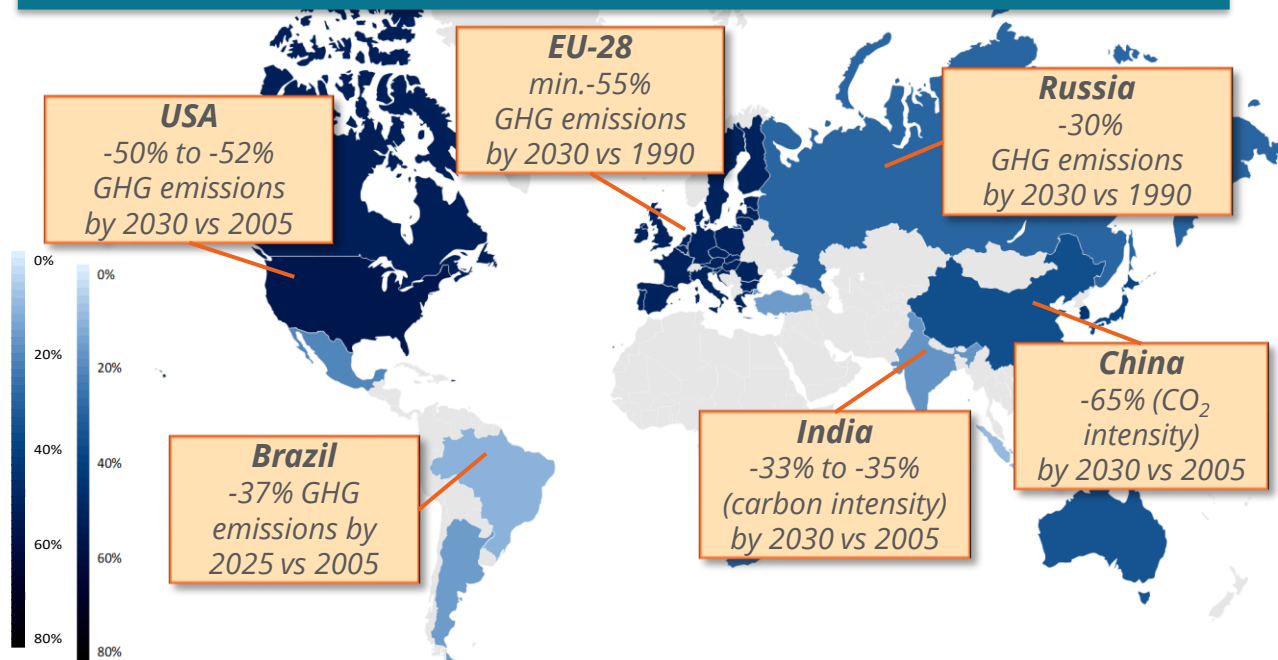 EU-28
min.-55%
GHG emissions
by 2030 vs 1990
Russia
-30%
GHG emissions
by 2030 vs 1990
USA
-50% to -52%
GHG emissions
by 2030 vs 2005
0%
20%
40%
60%
80%
0%
20%
40%
60%
80%
China
-65% (CO₂
intensity)
by 2030 vs 2005
India
-33% to -35%
(carbon intensity)
by 2030 vs 2005
Brazil
-37% GHG
emissions by
2025 vs 2005